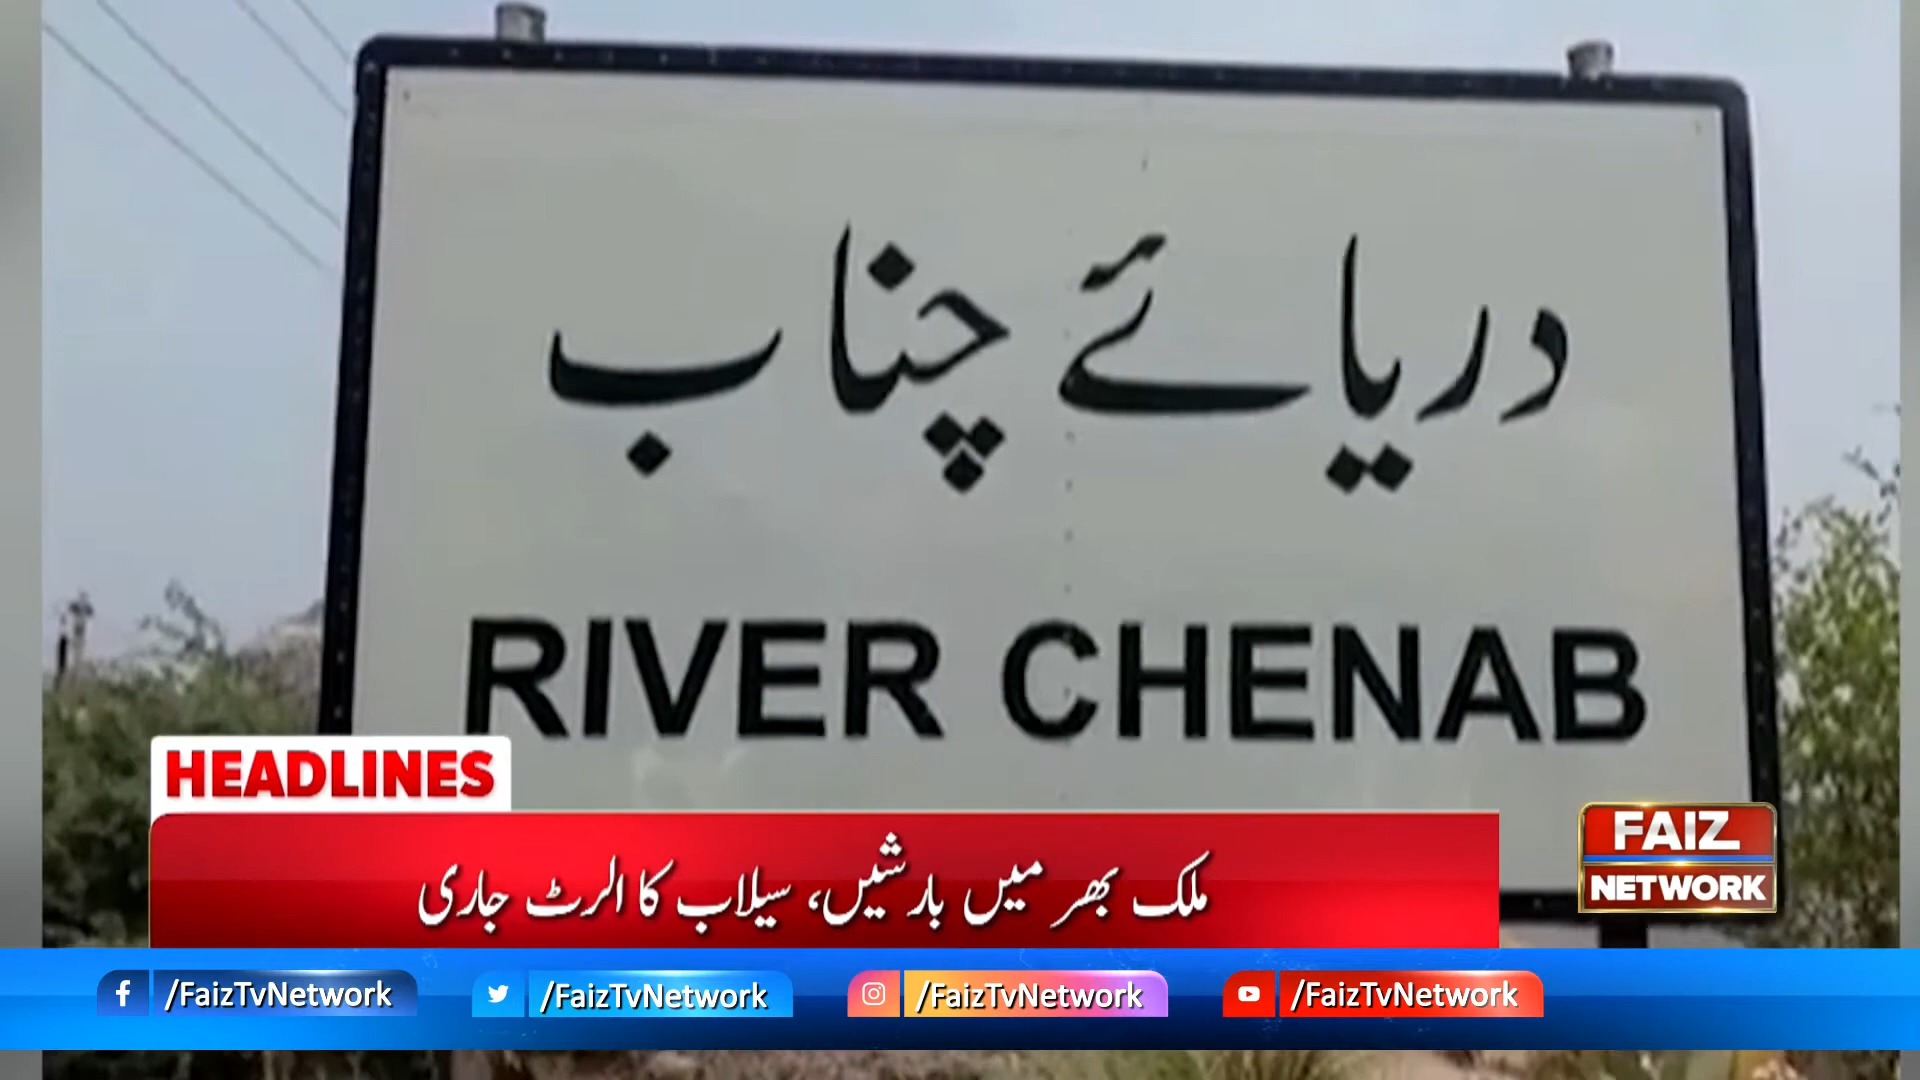 دریائے چناب
RIVER CHENAB
HEADLINES
ملک بھر میں بارشیں، سیلاب کا الرٹ جاری
FAIZ
NETWORK
/FaizTvNetwork /FaizTvNetwork /FaizTvNetwork /FaizTvNetwork